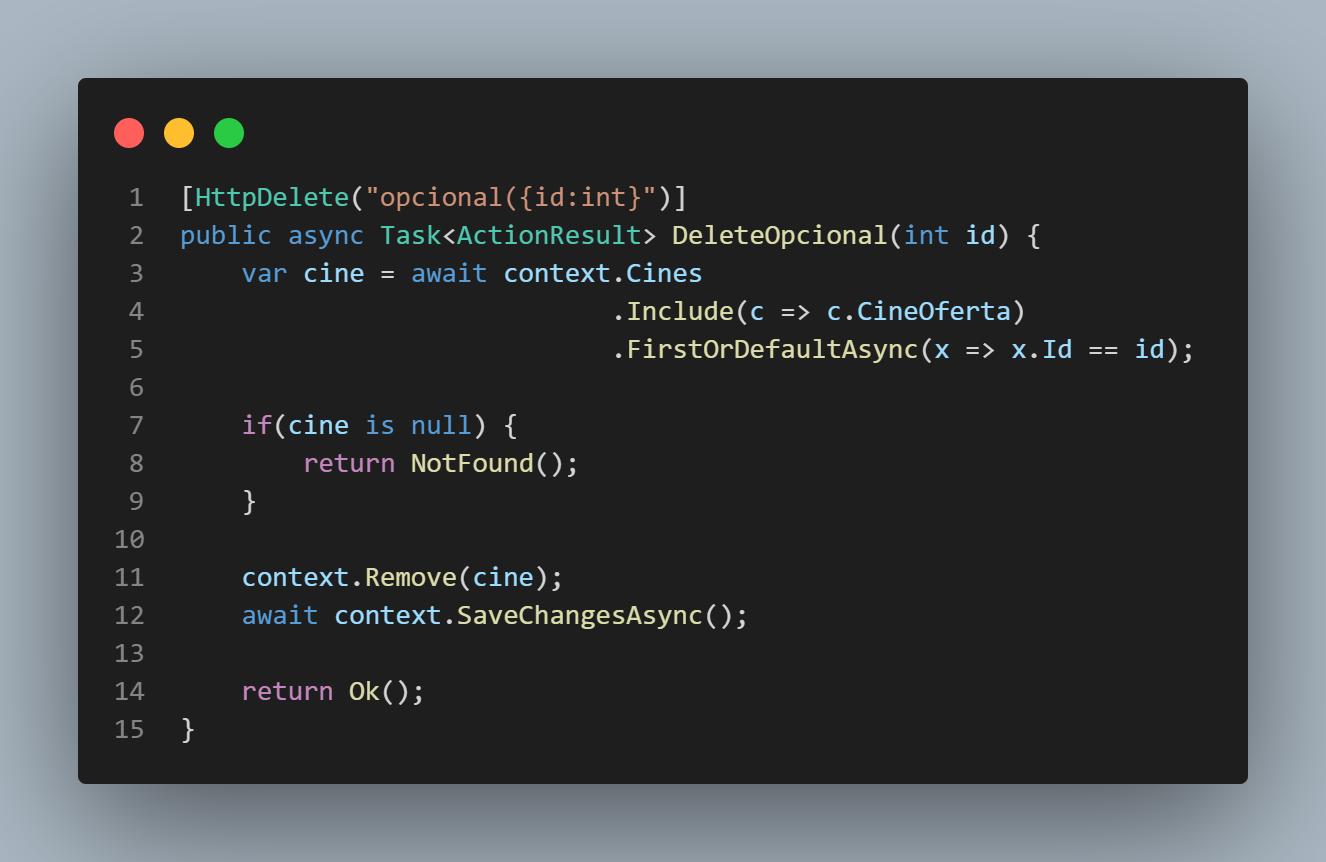 1 [HttpDelete("opcional({id:int}")]
2 public async Task<ActionResult> DeleteOpcional(int id) {
3     var cine = await context.Cines
4                             .Include(c => c.CineOferta)
5                             .FirstOrDefaultAsync(x => x.Id == id);
6
7     if(cine is null) {
8         return NotFound();
9     }
10
11     context.Remove(cine);
12     await context.SaveChangesAsync();
13
14     return Ok();
15 }